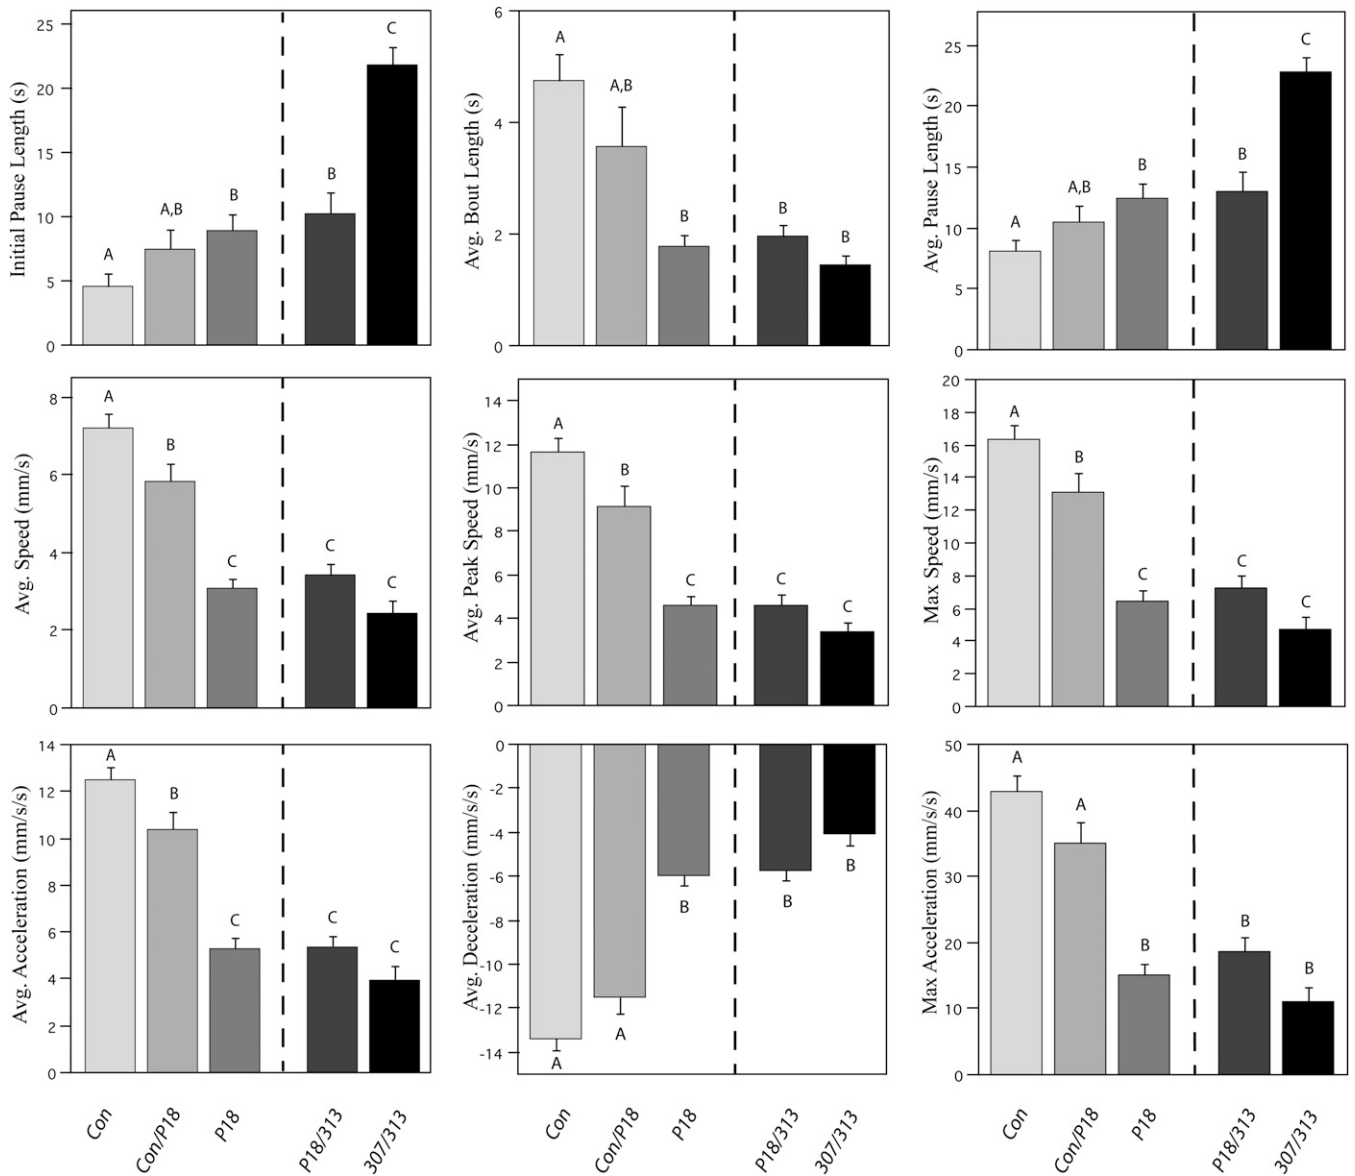 Initial Pause Length (s)
25
20
15
10
5
0
A
A,B
B
B
C
Avg. Bout Length (s)
6
4
2
0
A
A,B
B
B
B
Avg. Pause Length (s)
25
20
15
10
5
0
A
A,B
B
B
C
Avg. Speed (mm/s)
8
6
4
2
0
A
B
C
C
C
Avg. Peak Speed (mm/s)
14
12
10
8
6
4
2
0
A
B
C
C
C
Max Speed (mm/s)
20
18
16
14
12
10
8
6
4
2
0
A
B
C
C
C
Avg. Acceleration (mm/s/s)
14
12
10
8
6
4
2
0
A
B
C
C
C
Avg. Deceleration (mm/s/s)
0
-2
-4
-6
-8
-10
-12
-14
A
A
B
B
B
Max Acceleration (mm/s/s)
50
40
30
20
10
0
A
A
B
B
B
Con
Con/P18
P18
P18/313
307/313
Con
Con/P18
P18
P18/313
307/313
Con
Con/P18
P18
P18/313
307/313